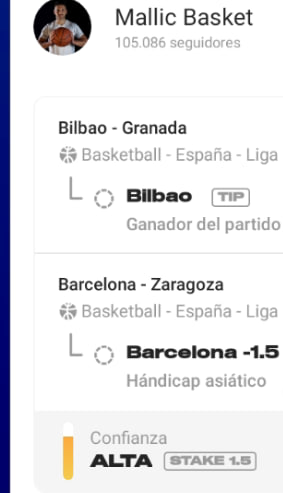 Mallic Basket
105.086 seguidores
Bilbao - Granada
Basketball - España - Liga
Bilbao TIP
Ganador del partido
Barcelona - Zaragoza
Basketball - España - Liga
Barcelona -1.5
Hándicap asiático
Confianza
ALTA STAKE 1.5